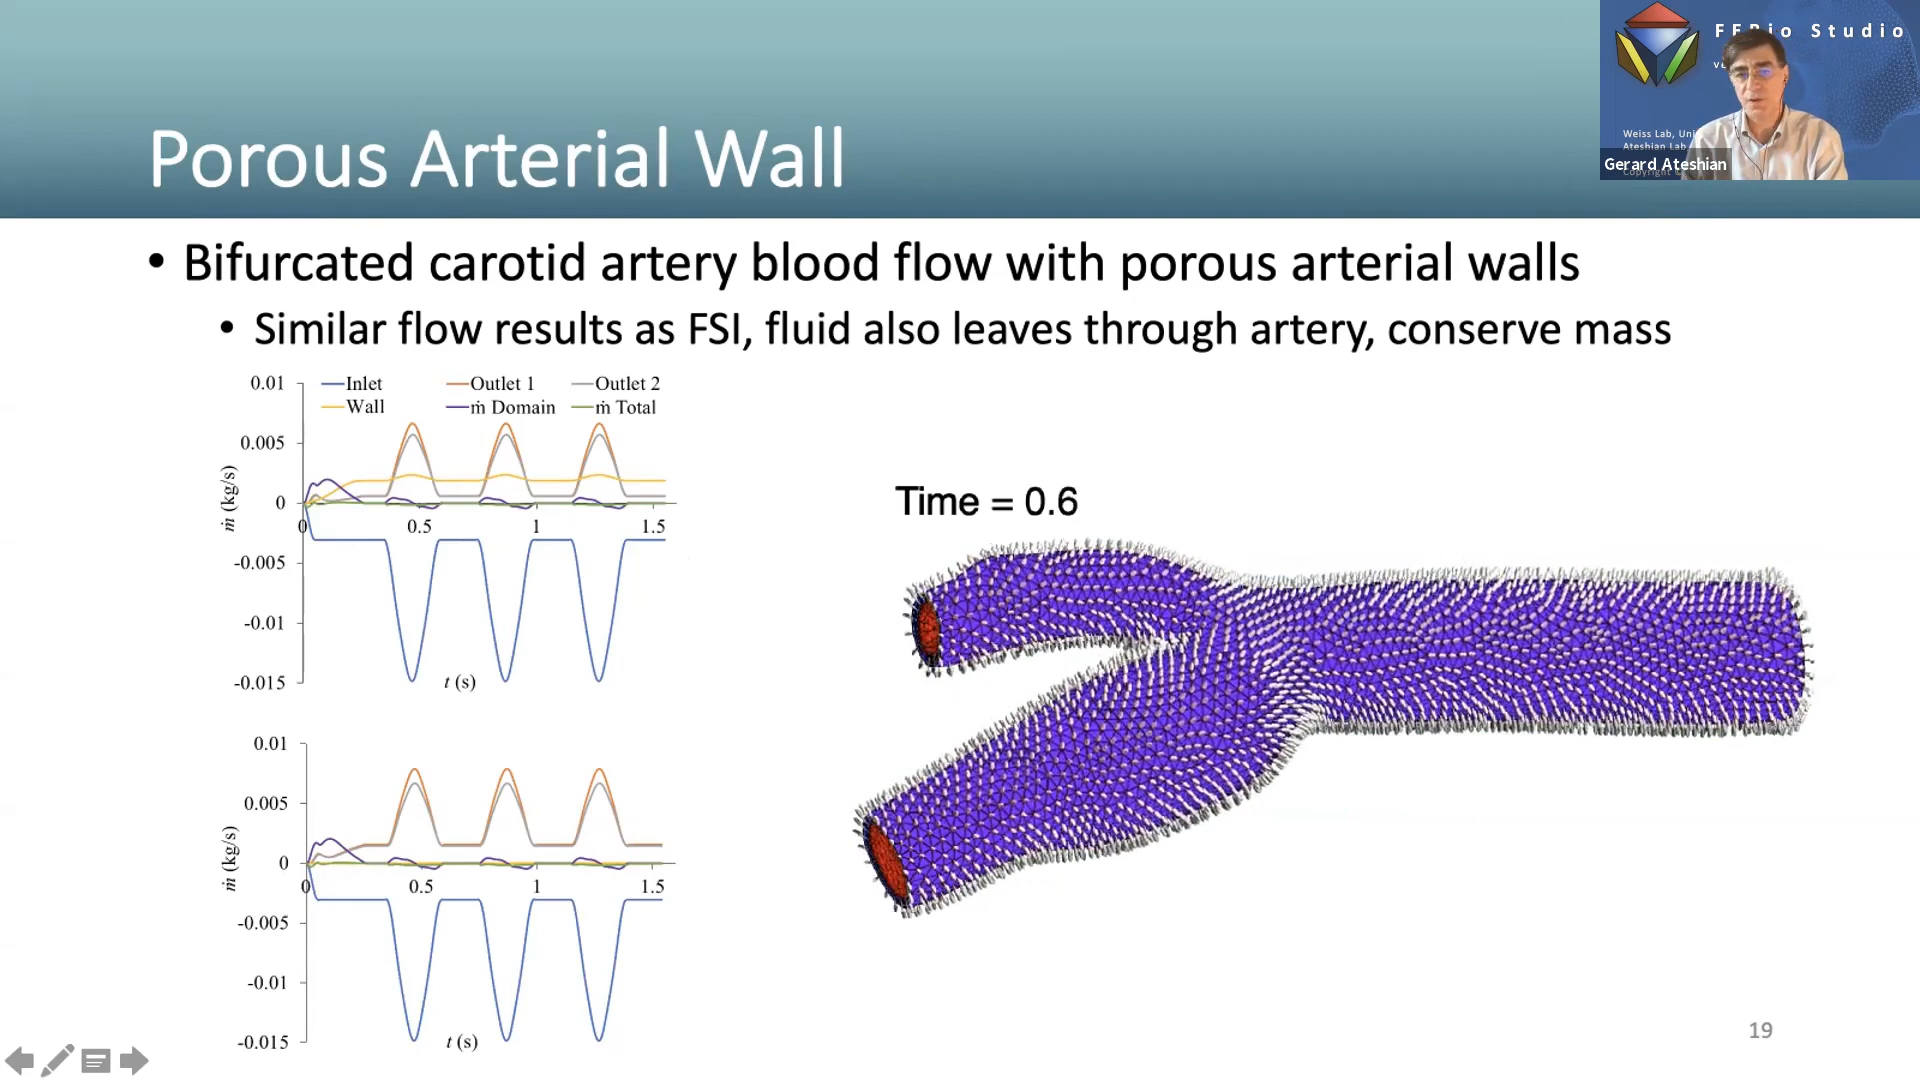 Porous Arterial Wall
FEBio Studio
Weiss Lab, Uni
Ateshian Lab
Gerard Ateshian
Copyright
• Bifurcated carotid artery blood flow with porous arterial walls
• Similar flow results as FSI, fluid also leaves through artery, conserve mass
0.01
Inlet
Outlet 1
Outlet 2
Wall
ṁ Domain
ṁ Total
0.005
0
-0.005
-0.01
-0.015
ṁ (kg/s)
0
0.5
1
1.5
t (s)
Time = 0.6
0.01
0.005
0
-0.005
-0.01
-0.015
ṁ (kg/s)
0
0.5
1
1.5
t (s)
19